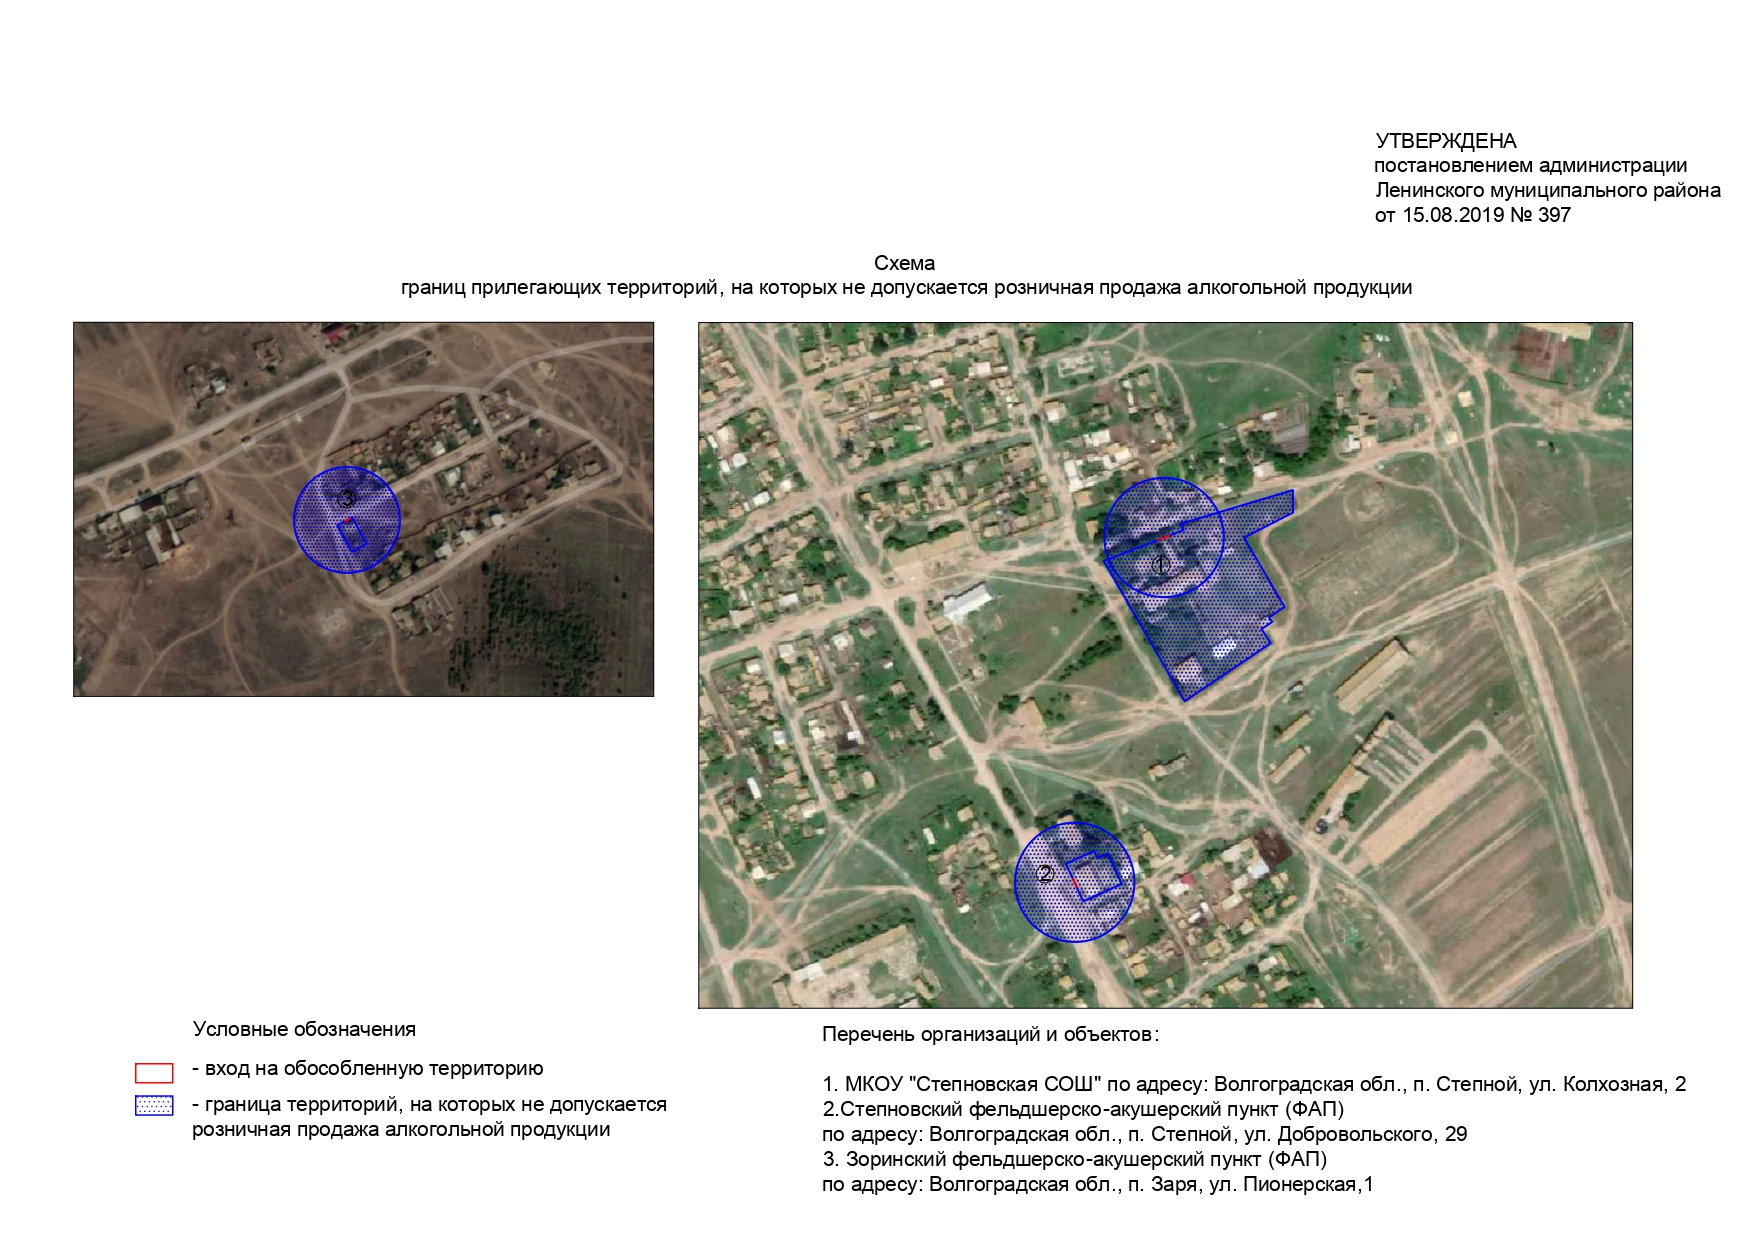 УТВЕРЖДЕНА
постановлением администрации
Ленинского муниципального района
от 15.08.2019 № 397
Схема
границ прилегающих территорий, на которых не допускается розничная продажа алкогольной продукции
3
1
2
Условные обозначения
- вход на обособленную территорию
- граница территорий, на которых не допускается
розничная продажа алкогольной продукции
Перечень организаций и объектов:
1. МКОУ "Степновская СОШ" по адресу: Волгоградская обл., п. Степной, ул. Колхозная, 2
2.Степновский фельдшерско-акушерский пункт (ФАП)
по адресу: Волгоградская обл., п. Степной, ул. Добровольского, 29
3. Зоринский фельдшерско-акушерский пункт (ФАП)
по адресу: Волгоградская обл., п. Заря, ул. Пионерская,1